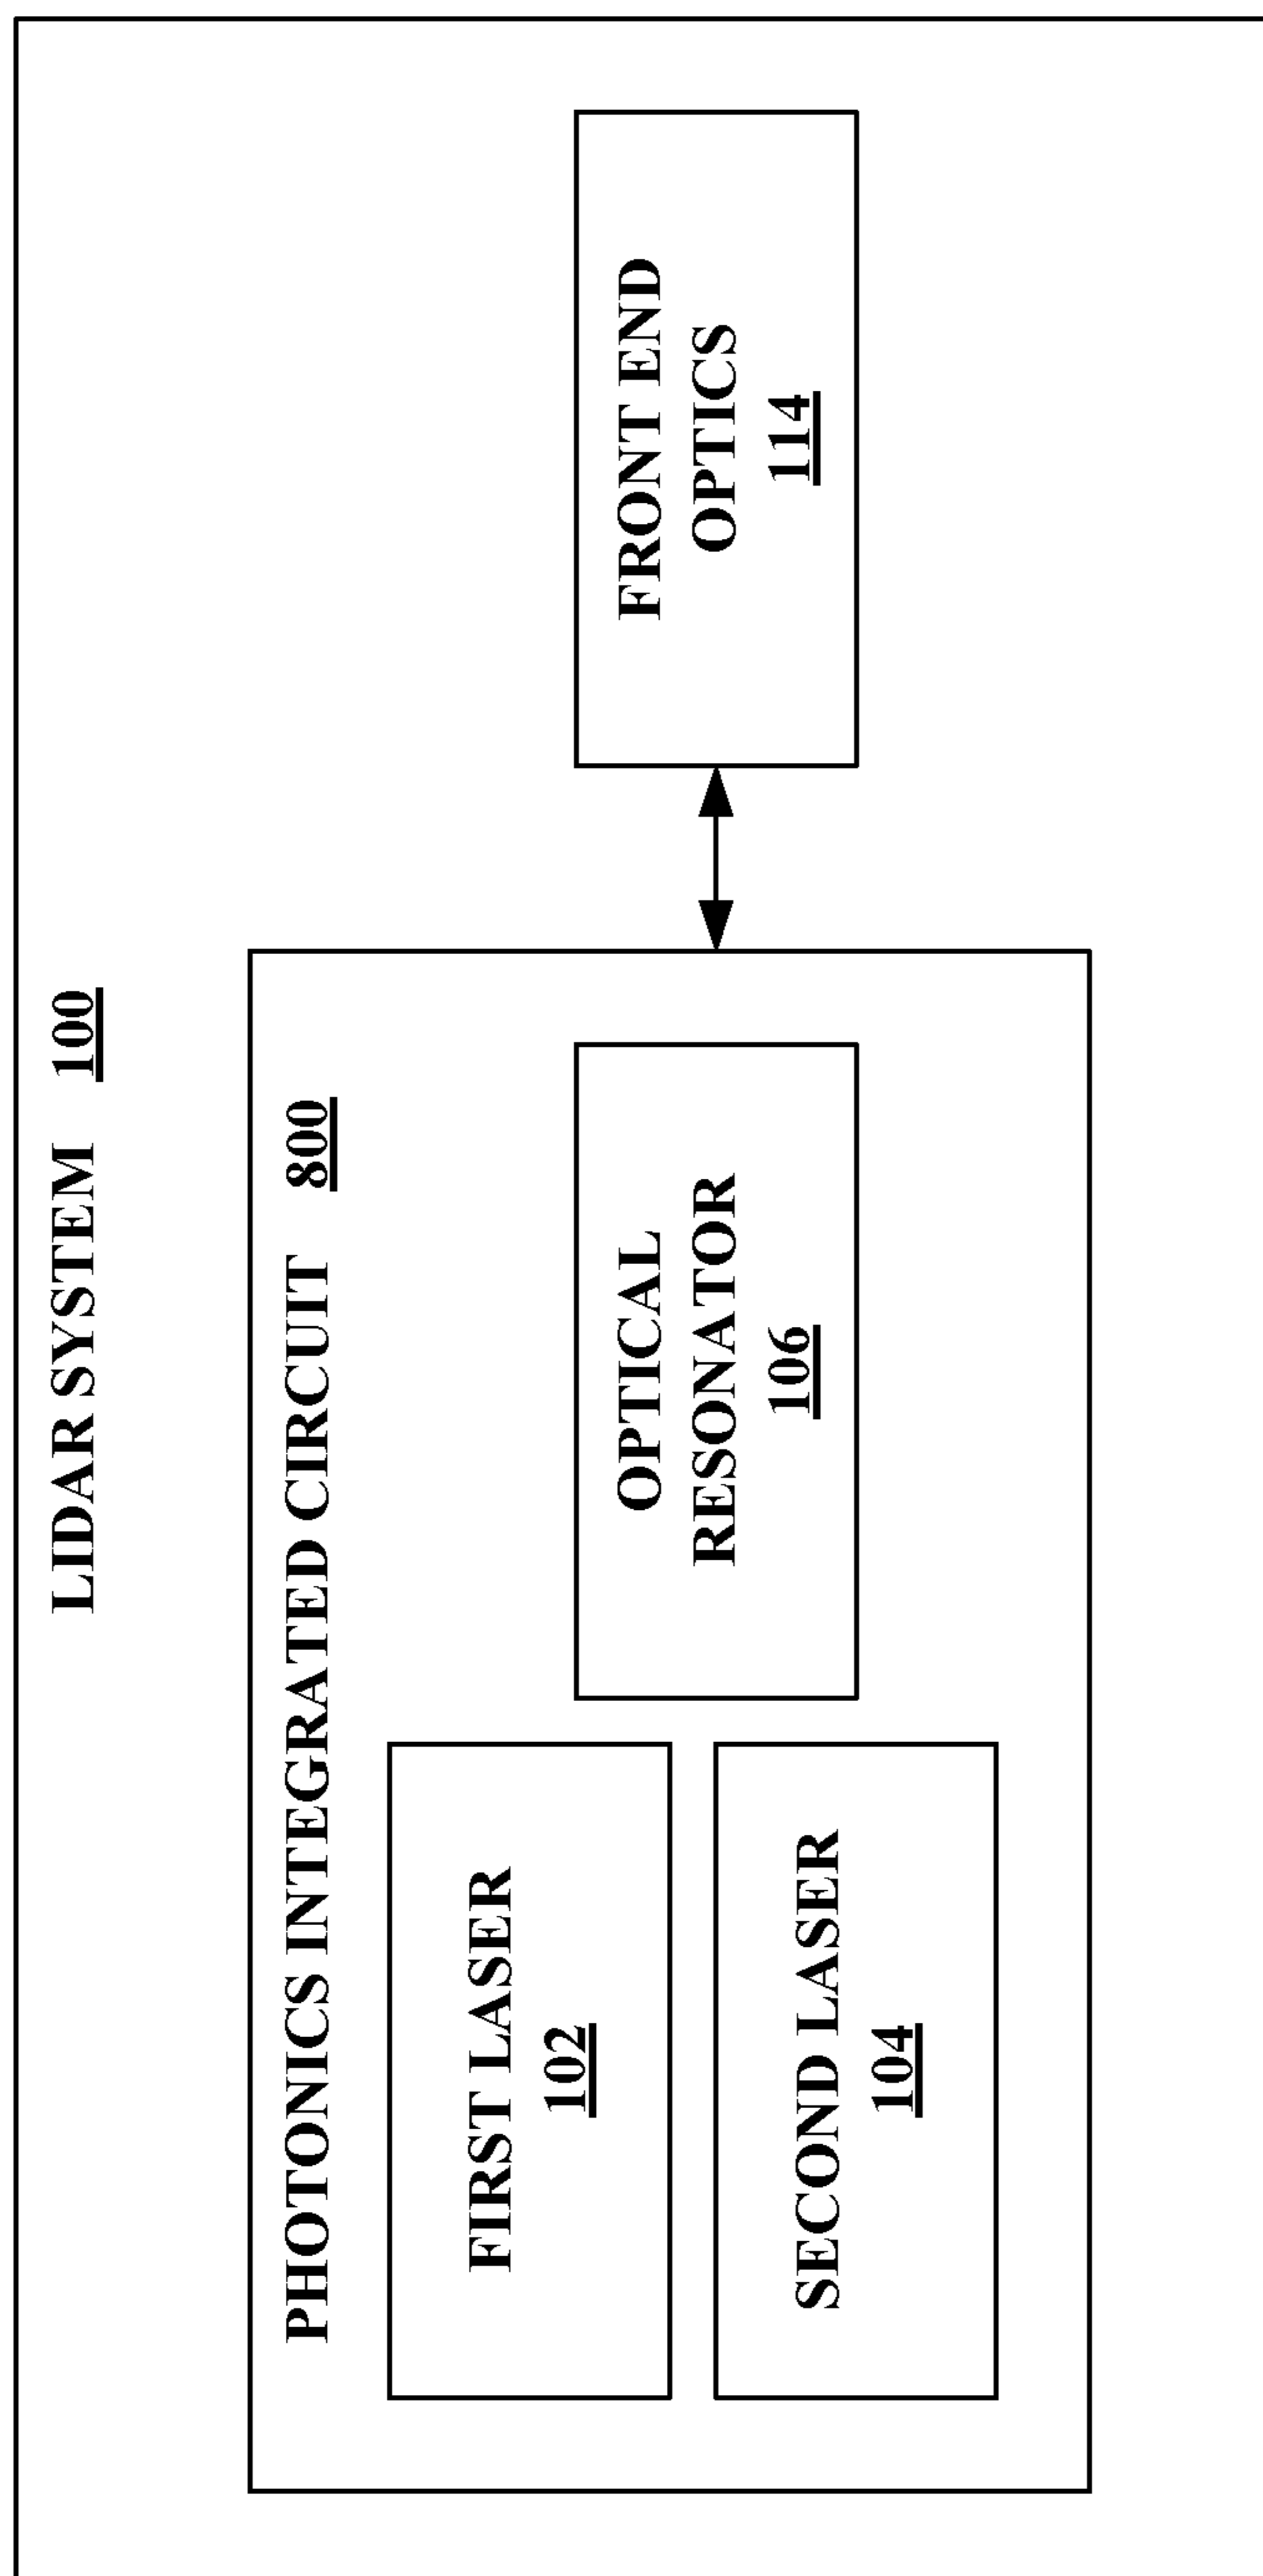 LIDAR SYSTEM 100
PHOTONICS INTEGRATED CIRCUIT 800
FIRST LASER
102
SECOND LASER
104
OPTICAL
RESONATOR
106
FRONT END
OPTICS
114